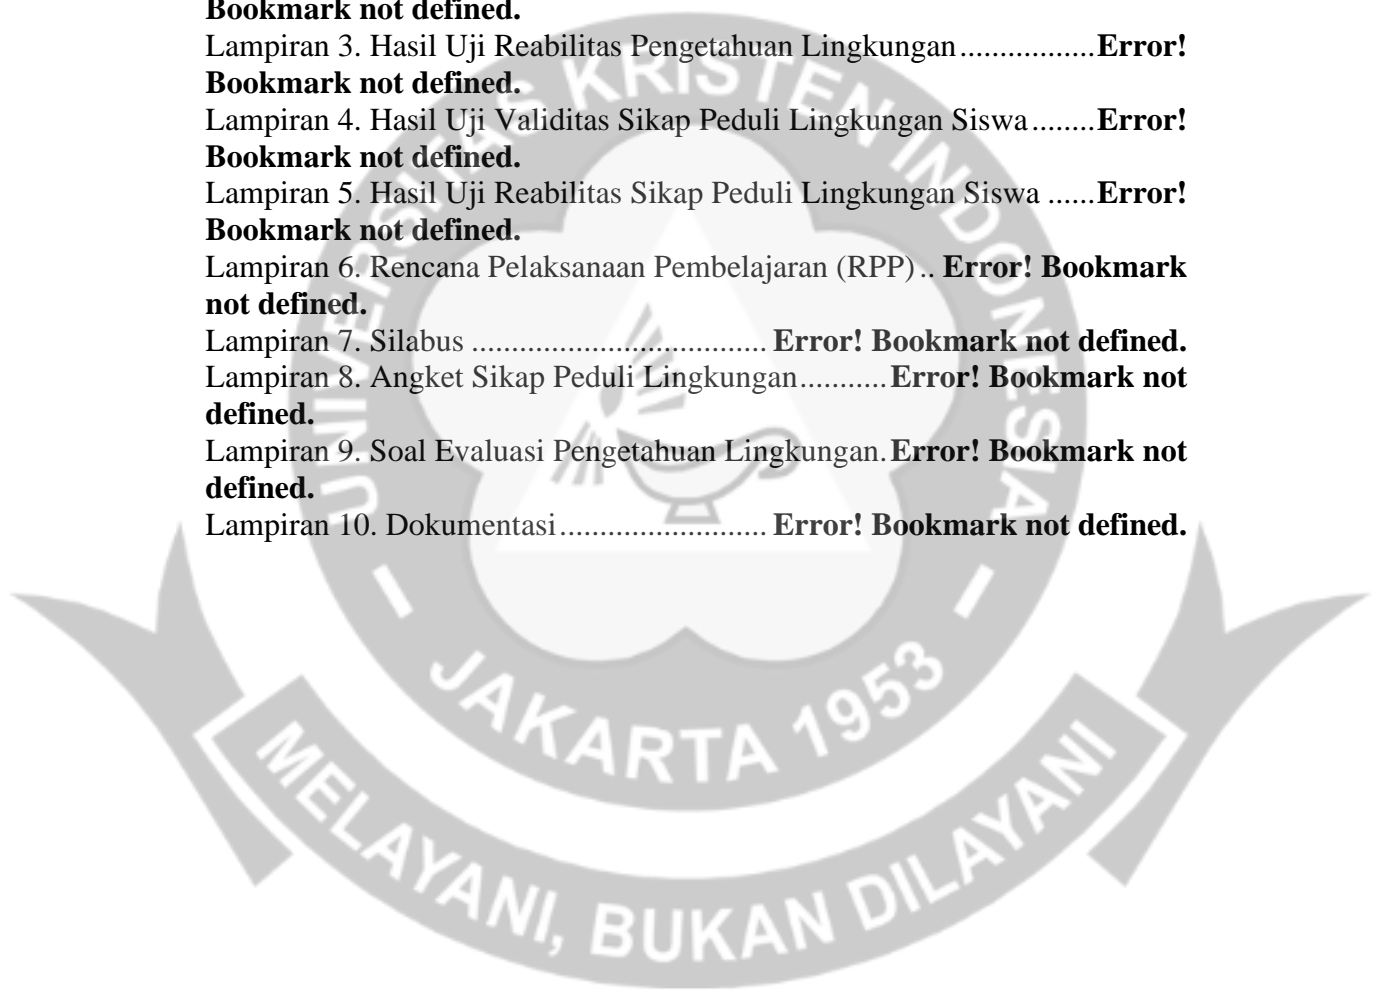 Bookmark not defined.
Lampiran 3. Hasil Uji Reabilitas Pengetahuan Lingkungan.................Error!
Bookmark not defined.
Lampiran 4. Hasil Uji Validitas Sikap Peduli Lingkungan Siswa........Error!
Bookmark not defined.
Lampiran 5. Hasil Uji Reabilitas Sikap Peduli Lingkungan Siswa ......Error!
Bookmark not defined.
Lampiran 6. Rencana Pelaksanaan Pembelajaran (RPP).. Error! Bookmark
not defined.
Lampiran 7. Silabus ..................................... Error! Bookmark not defined.
Lampiran 8. Angket Sikap Peduli Lingkungan...........Error! Bookmark not
defined.
Lampiran 9. Soal Evaluasi Pengetahuan Lingkungan.Error! Bookmark not
defined.
Lampiran 10. Dokumentasi.......................... Error! Bookmark not defined.
UNIVERSITAS KRISTEN INDONESIA
JAKARTA 1953
MELAYANI, BUKAN DILAYANI